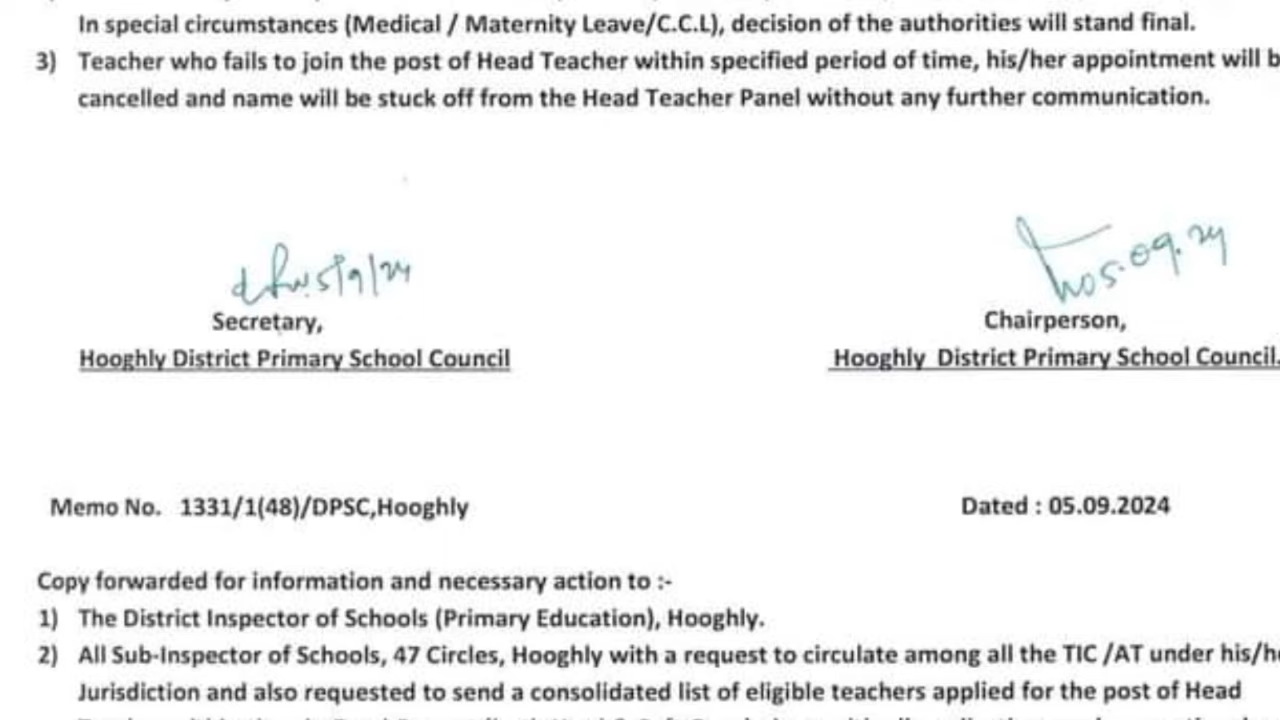 In special circumstances (Medical / Maternity Leave/C.C.L), decision of the authorities will stand final.
3) Teacher who fails to join the post of Head Teacher within specified period of time, his/her appointment will b
cancelled and name will be stuck off from the Head Teacher Panel without any further communication.
5/9/24
05.09.24
Secretary,
Chairperson,
Hooghly District Primary School Council
Hooghly District Primary School Council.
Memo No. 1331/1(48)/DPSC,Hooghly
Dated : 05.09.2024
Copy forwarded for information and necessary action to :-
1) The District Inspector of Schools (Primary Education), Hooghly.
2) All Sub-Inspector of Schools, 47 Circles, Hooghly with a request to circulate among all the TIC /AT under his/he
Jurisdiction and also requested to send a consolidated list of eligible teachers applied for the post of Head